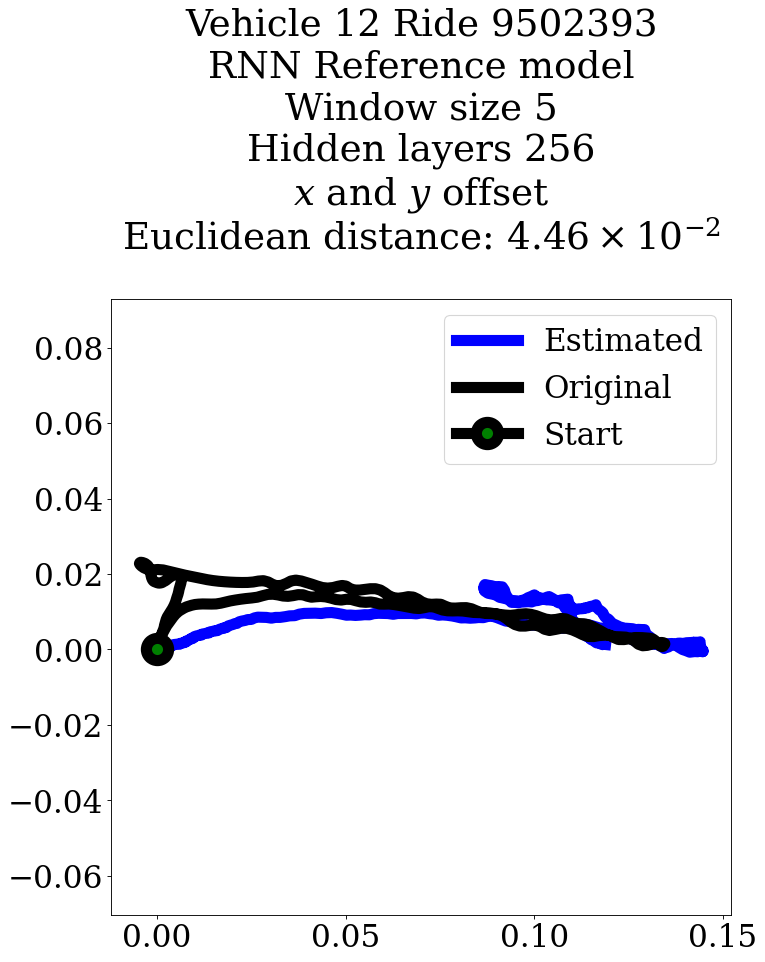 Vehicle 12 Ride 9502393
RNN Reference model
Window size 5
Hidden layers 256
x and y offset
Euclidean distance: 4.46 × 10⁻²
Estimated
Original
Start
0.08
0.06
0.04
0.02
0.00
−0.02
−0.04
−0.06
0.00 0.05 0.10 0.15